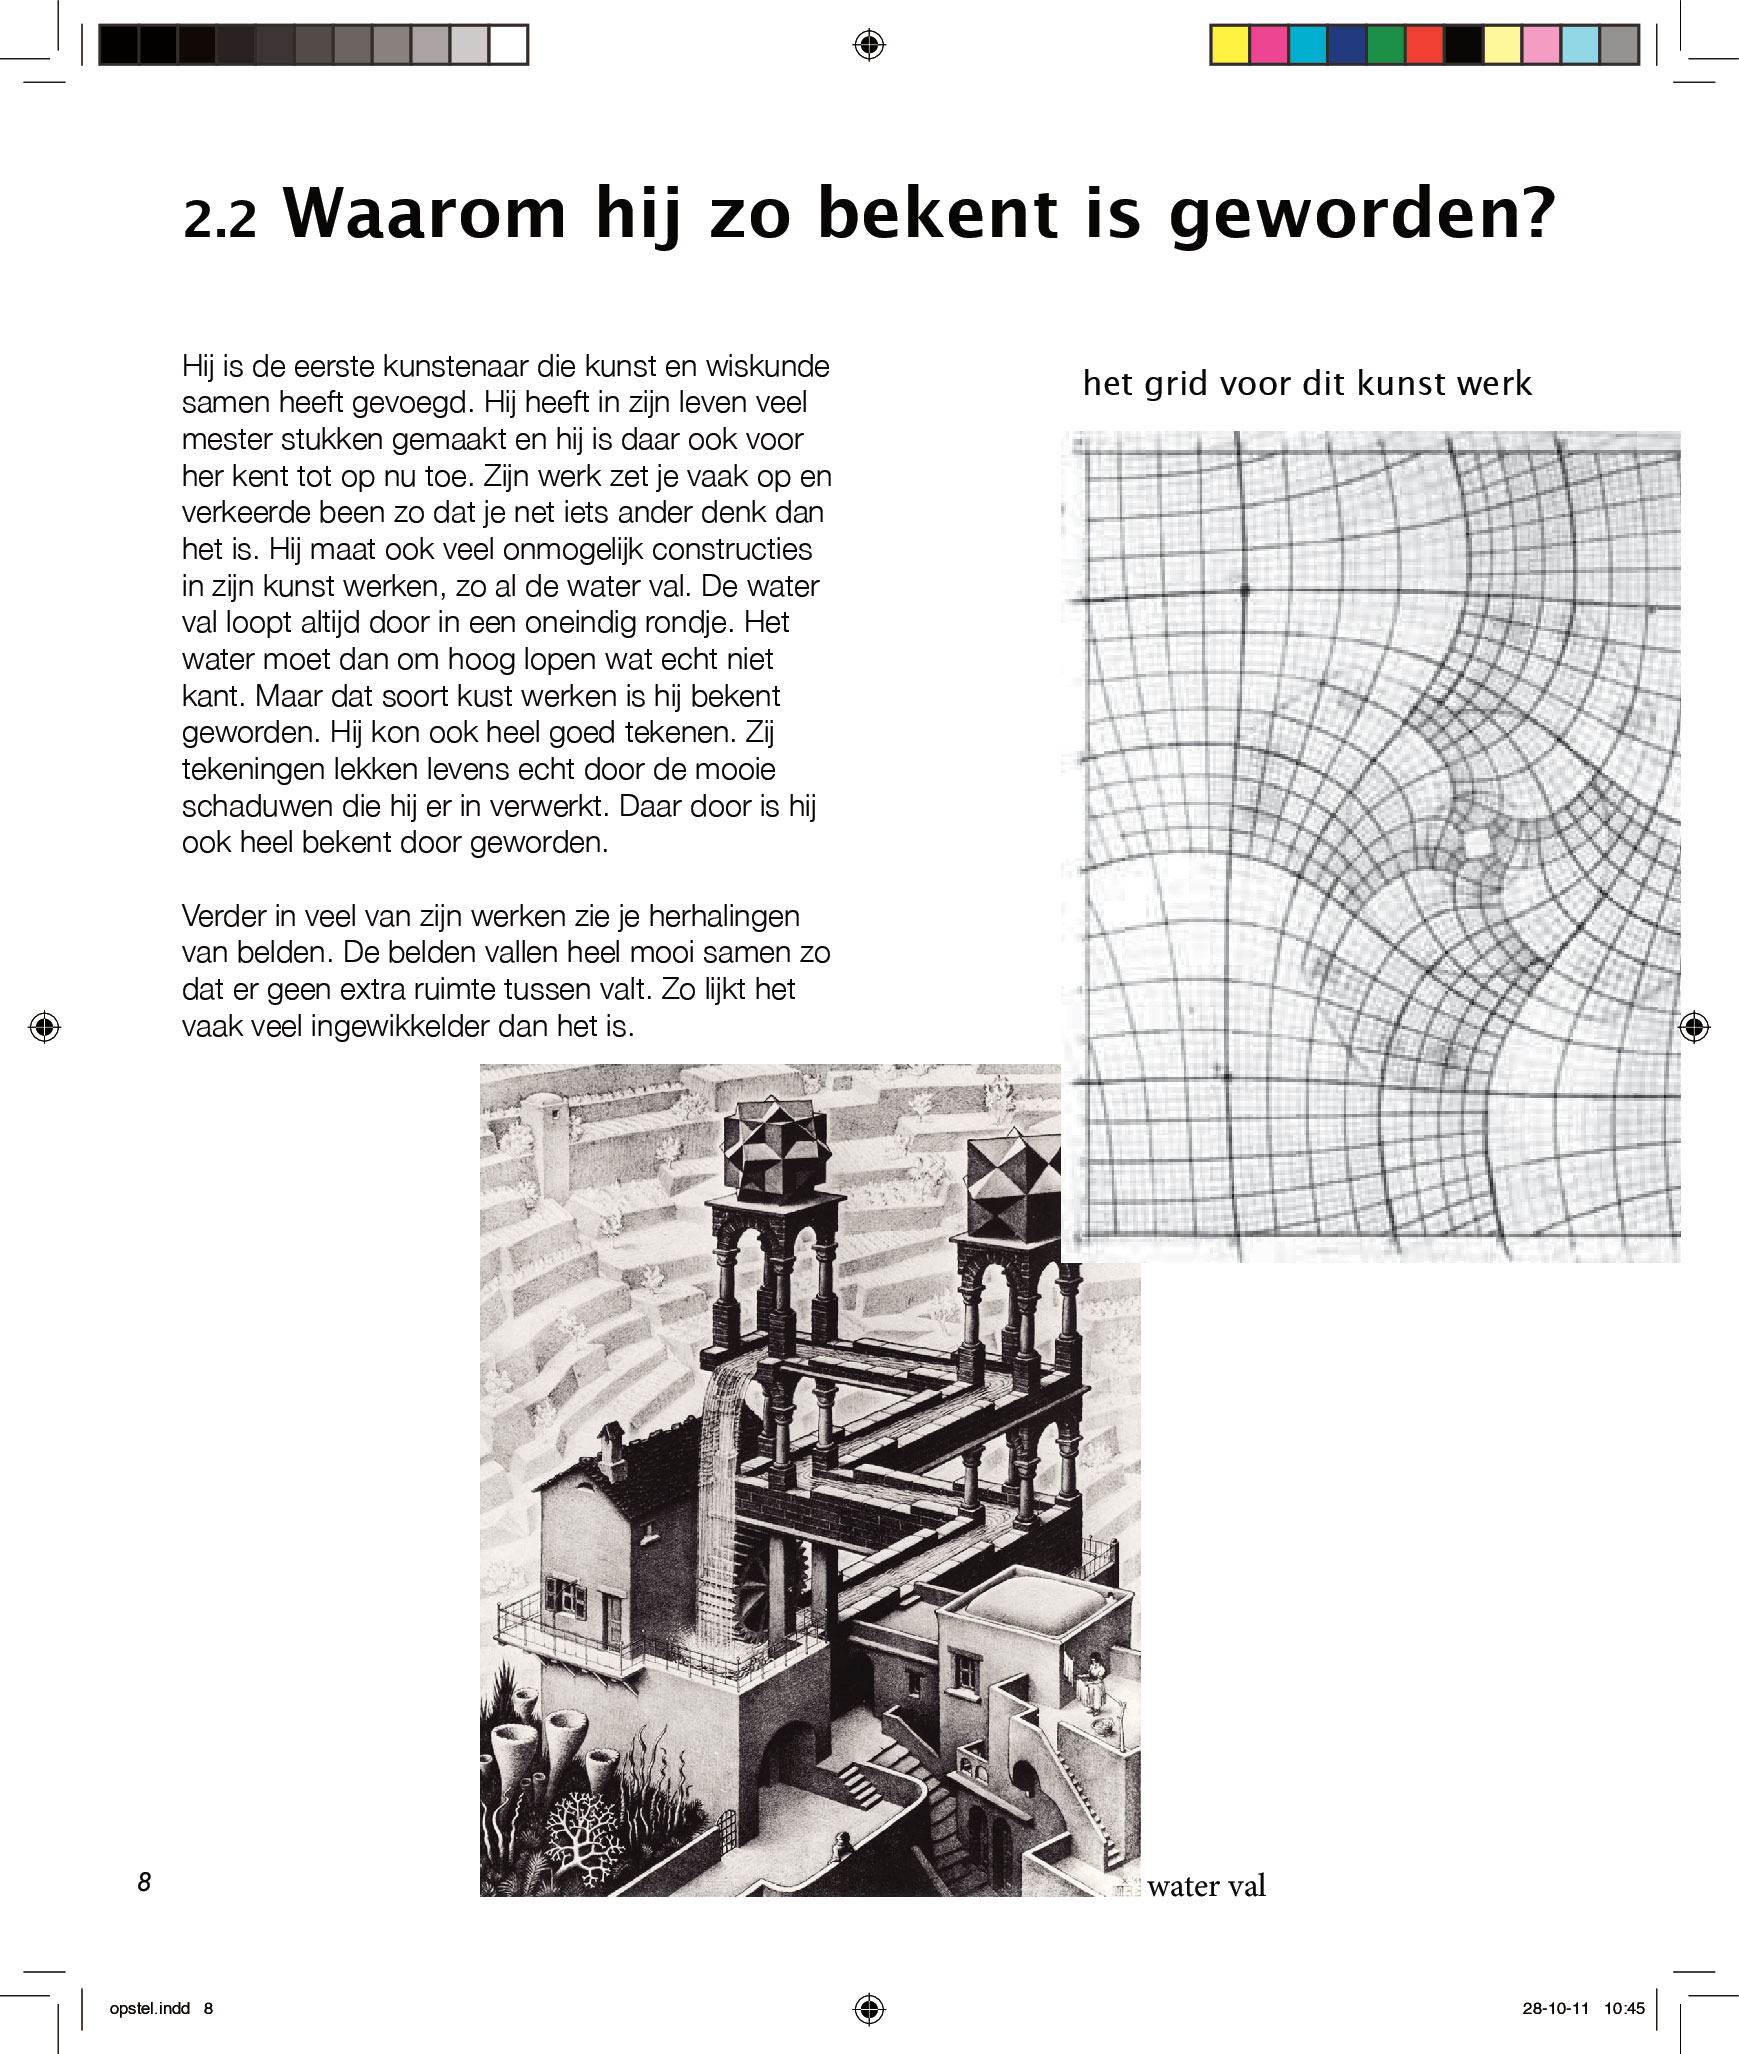 2.2 Waarom hij zo bekent is geworden?
Hij is de eerste kunstenaar die kunst en wiskunde
samen heeft gevoegd. Hij heeft in zijn leven veel
mester stukken gemaakt en hij is daar ook voor
her kent tot op nu toe. Zijn werk zet je vaak op en
verkeerde been zo dat je net iets ander denk dan
het is. Hij maat ook veel onmogelijk constructies
in zijn kunst werken, zo al de water val. De water
val loopt altijd door in een oneindig rondje. Het
water moet dan om hoog lopen wat echt niet
kant. Maar dat soort kust werken is hij bekent
geworden. Hij kon ook heel goed tekenen. Zij
tekeningen lekken levens echt door de mooie
schaduwen die hij er in verwerkt. Daar door is hij
ook heel bekent door geworden.
Verder in veel van zijn werken zie je herhalingen
van belden. De belden vallen heel mooi samen zo
dat er geen extra ruimte tussen valt. Zo lijkt het
vaak veel ingewikkelder dan het is.
het grid voor dit kunst werk
water val
8
opstel.indd 8
28-10-11 10:45